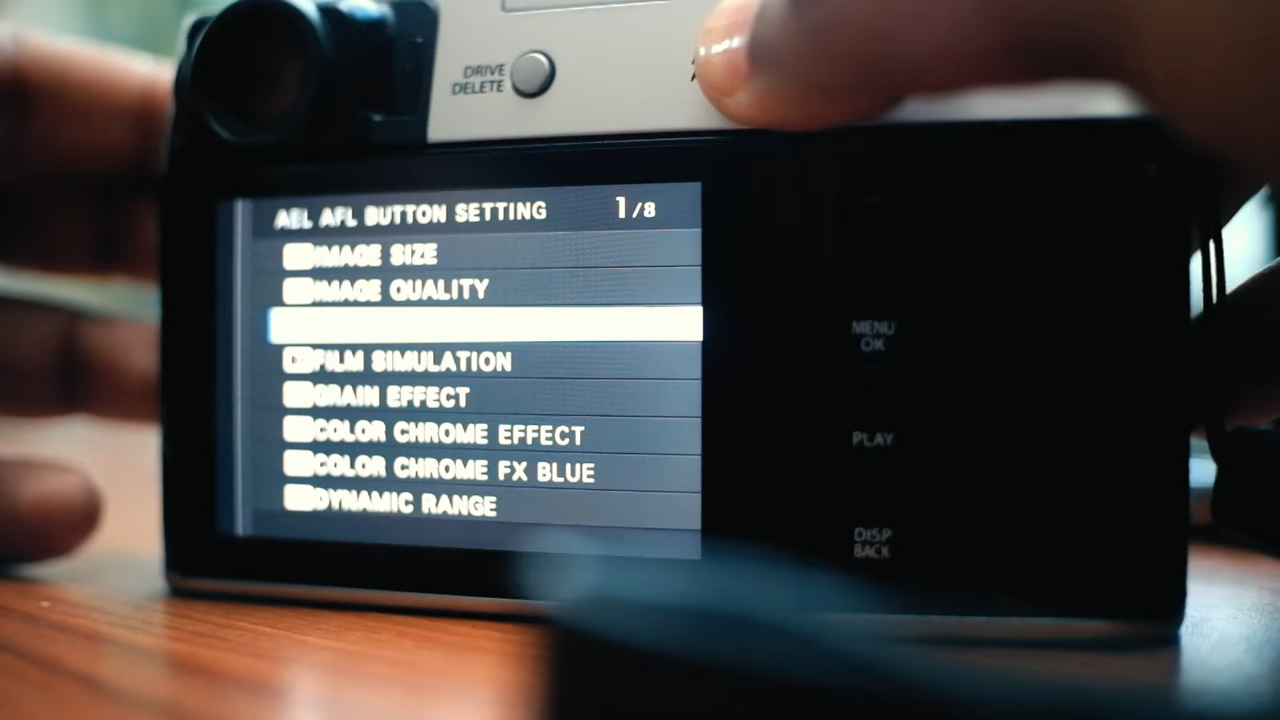 DRIVE
DELETE
AEL AFL BUTTON SETTING 1/8
IMAGE SIZE
IMAGE QUALITY
FILM SIMULATION
GRAIN EFFECT
COLOR CHROME EFFECT
COLOR CHROME FX BLUE
DYNAMIC RANGE
MENU
OK
PLAY
DISP
BACK